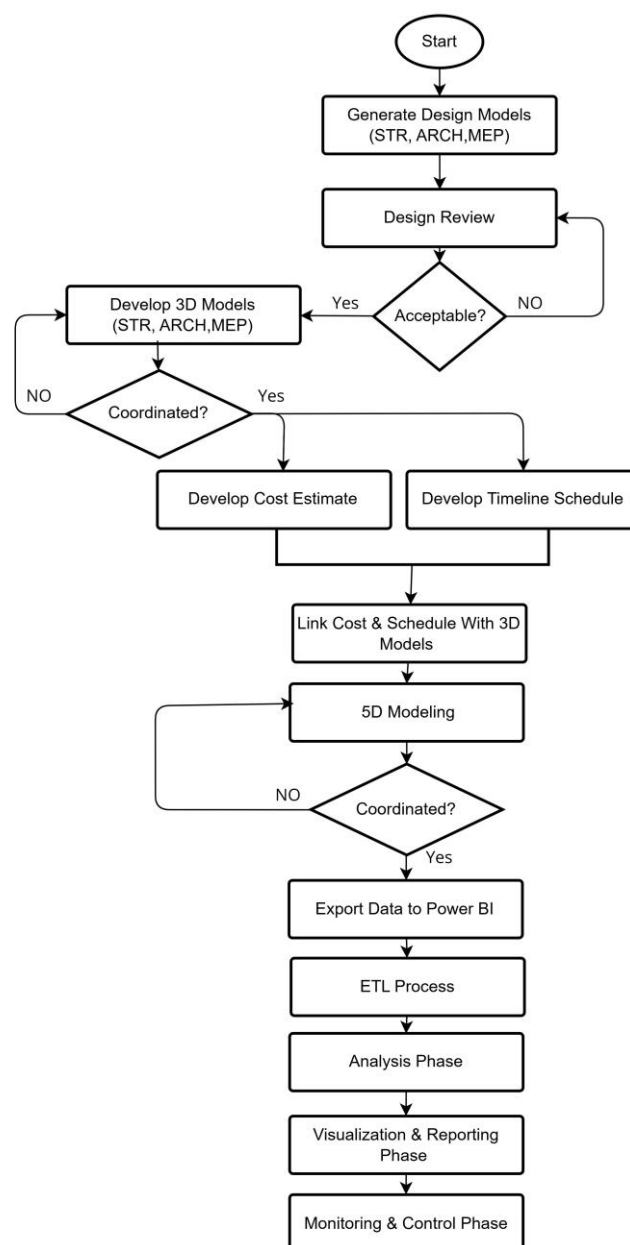 Start
Generate Design Models
(STR, ARCH,MEP)
Design Review
Acceptable?
Yes
NO
Develop 3D Models
(STR, ARCH,MEP)
Coordinated?
NO
Yes
Develop Cost Estimate
Develop Timeline Schedule
Link Cost & Schedule With 3D
Models
5D Modeling
NO
Coordinated?
Yes
Export Data to Power BI
ETL Process
Analysis Phase
Visualization & Reporting
Phase
Monitoring & Control Phase